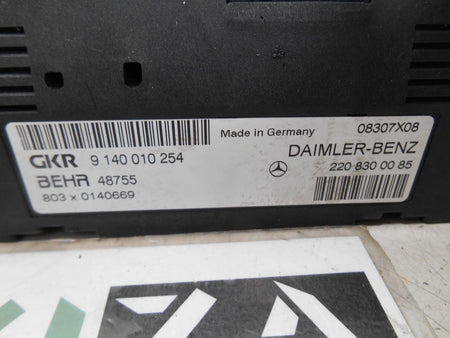 Made in Germany 08307X08
GKR 9 140 010 254 DAIMLER-BENZ
BEHR 48755 220 830 00 85
803 x 0140669